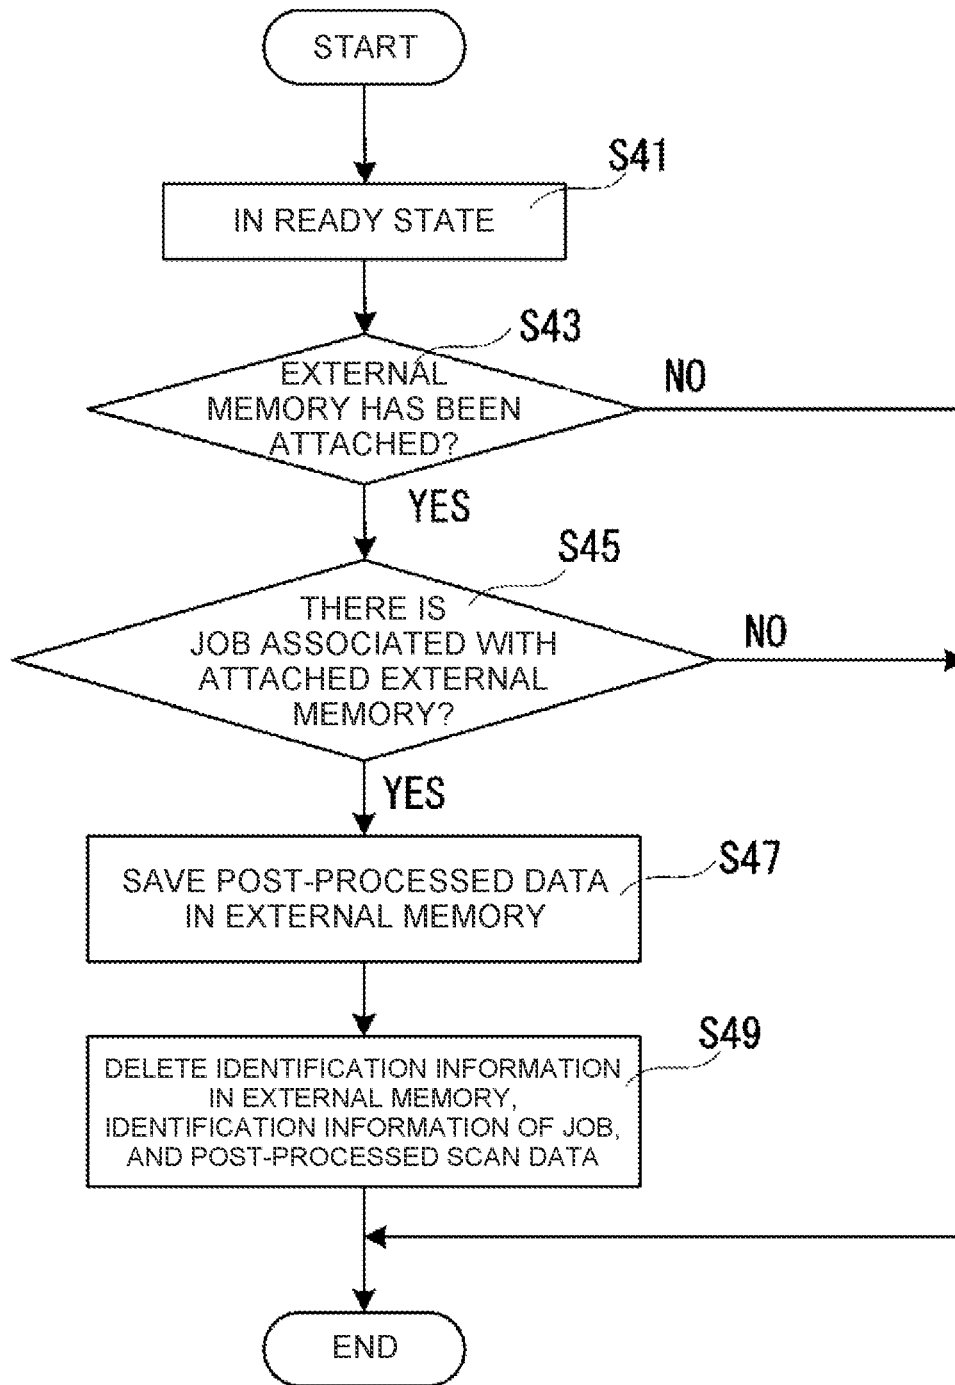 START
S41
IN READY STATE
S43
EXTERNAL
MEMORY HAS BEEN
ATTACHED?
NO
YES
S45
THERE IS
JOB ASSOCIATED WITH
ATTACHED EXTERNAL
MEMORY?
NO
YES
S47
SAVE POST-PROCESSED DATA
IN EXTERNAL MEMORY
S49
DELETE IDENTIFICATION INFORMATION
IN EXTERNAL MEMORY,
IDENTIFICATION INFORMATION OF JOB,
AND POST-PROCESSED SCAN DATA
END